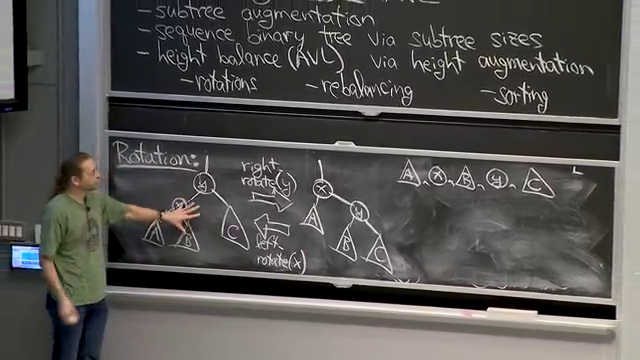 - subtree augmentation
- sequence binary tree via subtree sizes
- height balance (AVL) via height augmentation
- rotations - rebalancing - sorting
Rotation:
right
rotate(y)
left
rotate(x)
y
x
A
B
C
x
A
y
B
C
A, x, B, y, C